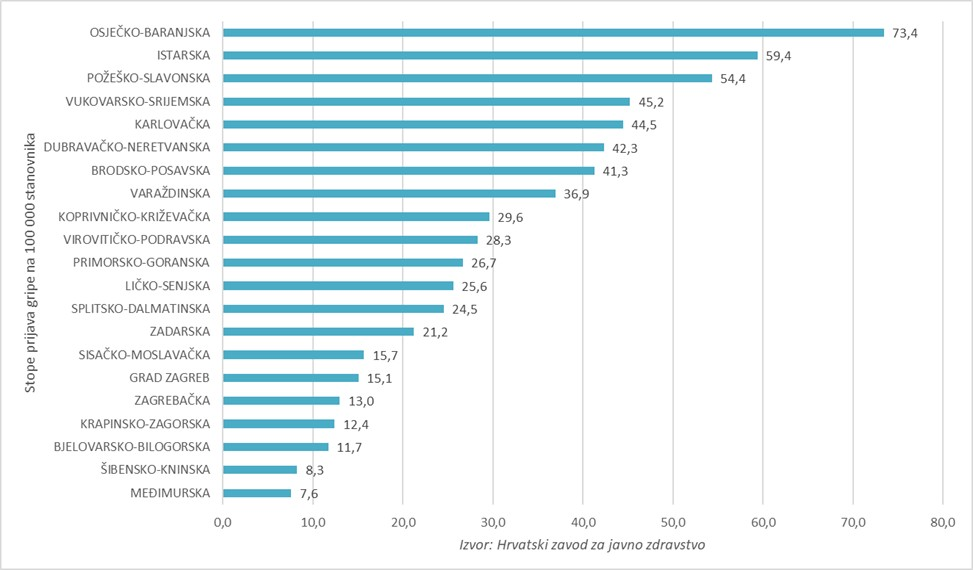 Stope prijava gripe na 100 000 stanovnika
OSJEČKO-BARANJSKA 73,4
ISTARSKA 59,4
POŽEŠKO-SLAVONSKA 54,4
VUKOVARSKO-SRIJEMSKA 45,2
KARLOVAČKA 44,5
DUBRAVAČKO-NERETVANSKA 42,3
BRODSKO-POSAVSKA 41,3
VARAŽDINSKA 36,9
KOPRIVNIČKO-KRIŽEVAČKA 29,6
VIROVITIČKO-PODRAVSKA 28,3
PRIMORSKO-GORANSKA 26,7
LIČKO-SENJSKA 25,6
SPLITSKO-DALMATINSKA 24,5
ZADARSKA 21,2
SISAČKO-MOSLAVAČKA 15,7
GRAD ZAGREB 15,1
ZAGREBAČKA 13,0
KRAPINSKO-ZAGORSKA 12,4
BJELOVARSKO-BILOGORSKA 11,7
ŠIBENSKO-KNINSKA 8,3
MEĐIMURSKA 7,6
0,0 10,0 20,0 30,0 40,0 50,0 60,0 70,0 80,0
Izvor: Hrvatski zavod za javno zdravstvo